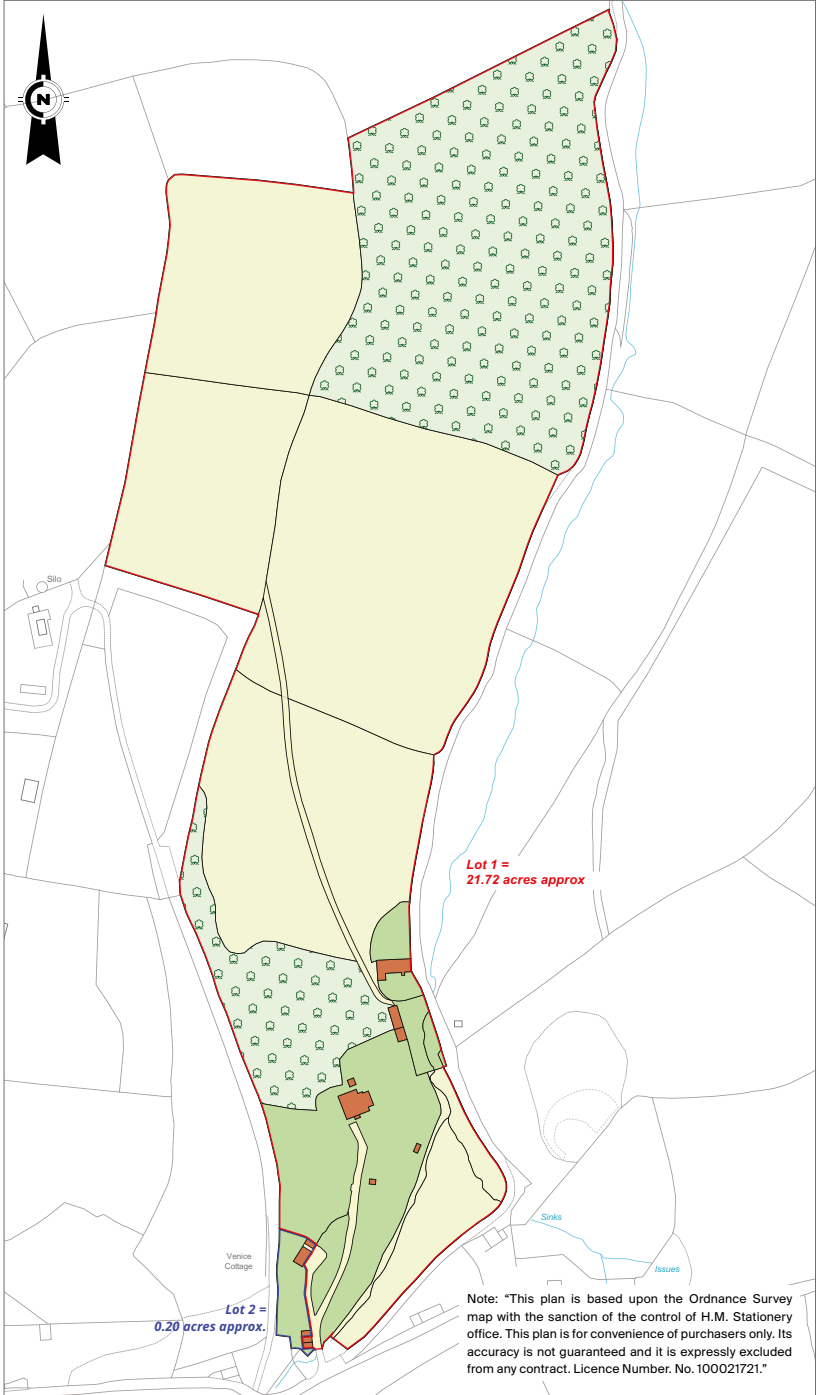 N
Silo
Lot 1 =
21.72 acres approx
Sinks
Issues
Venice
Cottage
Lot 2 =
0.20 acres approx.
Note: “This plan is based upon the Ordnance Survey
map with the sanction of the control of H.M. Stationery
office. This plan is for convenience of purchasers only. Its
accuracy is not guaranteed and it is expressly excluded
from any contract. Licence Number. No. 100021721.”